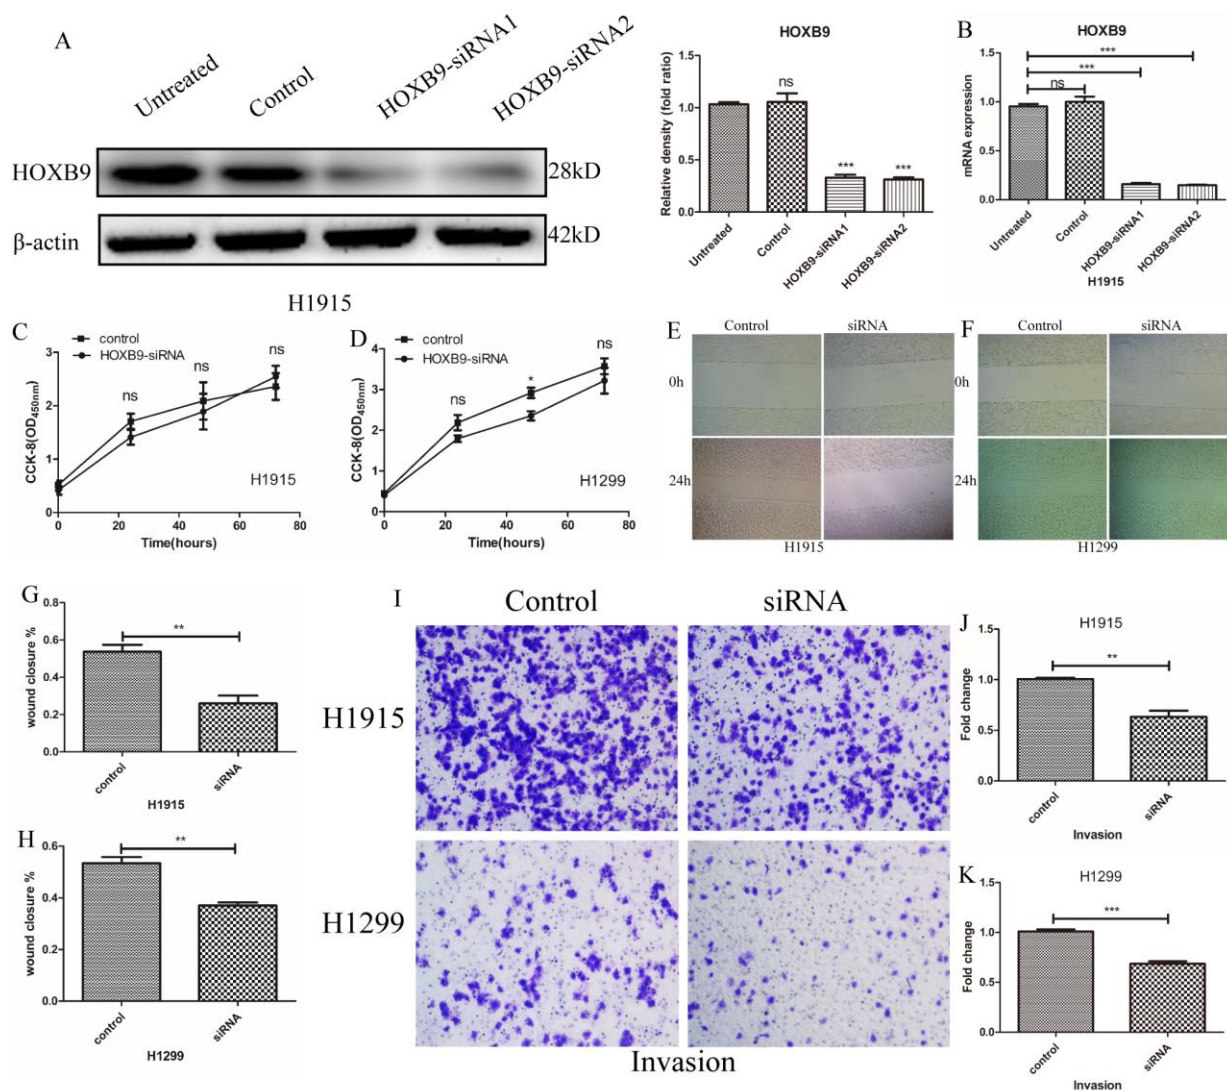 A
Untreated
Control
HOXB9-siRNA1
HOXB9-siRNA2
HOXB9
28kD
β-actin
42kD
H1915
HOXB9
Relative density (fold ratio)
1.5
1.0
0.5
0.0
ns
***
***
Untreated
Control
HOXB9-siRNA1
HOXB9-siRNA2
B
HOXB9
mRNA expression
1.5
1.0
0.5
0.0
***
***
ns
Untreated
Control
HOXB9-siRNA1
HOXB9-siRNA2
H1915
C
control
HOXB9-siRNA
CCK-8(OD450nm)
3
2
1
0
ns
ns
ns
H1915
0 20 40 60 80
Time(hours)
D
control
HOXB9-siRNA
CCK-8(OD450nm)
4
3
2
1
0
ns
*
ns
H1299
0 20 40 60 80
Time(hours)
E
Control siRNA
0h
24h
H1915
F
Control siRNA
0h
24h
H1299
G
wound closure %
0.8
0.6
0.4
0.2
0.0
**
control
siRNA
H1915
H
wound closure %
0.8
0.6
0.4
0.2
0.0
**
control
siRNA
H1299
I
Control siRNA
H1915
H1299
Invasion
J
H1915
Fold change
1.5
1.0
0.5
0.0
**
control
siRNA
Invasion
K
H1299
Fold change
1.5
1.0
0.5
0.0
***
control
siRNA
Invasion